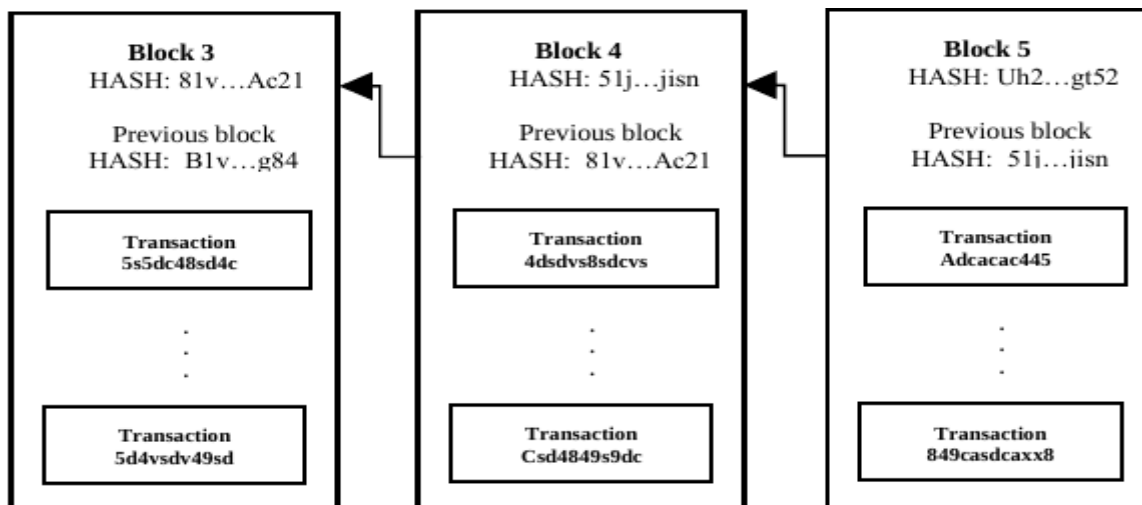 Block 3
HASH: 81v…Ac21
Previous block
HASH: B1v…g84
Transaction
5s5dc48sd4c
.
.
.
Transaction
5d4vsdv49sd
Block 4
HASH: 51j…jisn
Previous block
HASH: 81v…Ac21
Transaction
4dsdvs8sdcvs
.
.
.
Transaction
Csd4849s9dc
Block 5
HASH: Uh2…gt52
Previous block
HASH: 51j…jisn
Transaction
Adcacac445
.
.
.
Transaction
849casdcaxx8